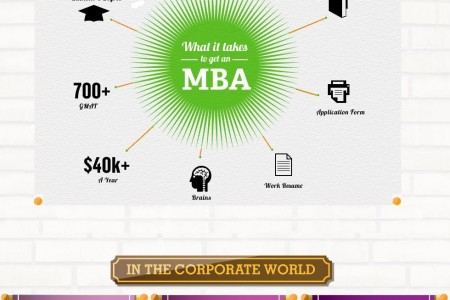 What it takes
to get an
MBA
700+
GMAT
Application Form
$40k+
A Year
Work Resume
Brains
IN THE CORPORATE WORLD